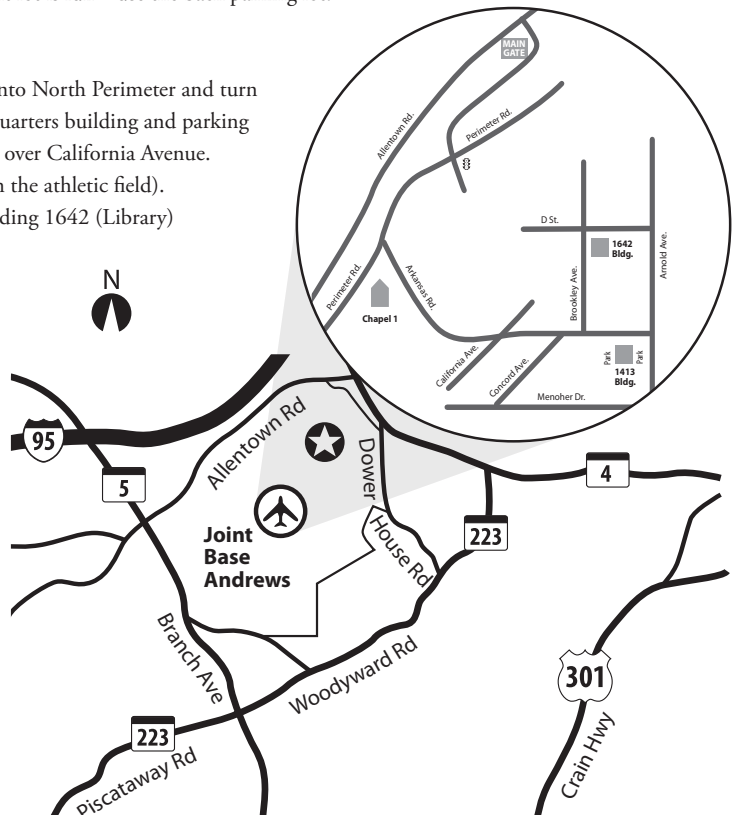 nto North Perimeter and turn
uarters building and parking
over California Avenue.
n the athletic field).
ding 1642 (Library)
MAIN
GATE
Allentown Rd.
Perimeter Rd.
D St.
1642
Bldg.
Arnold Ave.
Brookley Ave.
Perimeter Rd.
Arkansas Rd.
Chapel 1
California Ave.
Concord Ave.
Park
Park
1413
Bldg.
Menoher Dr.
N
95
Allentown Rd
5
Dower
House Rd
4
223
Joint
Base
Andrews
Branch Ave
Woodyward Rd
301
223
Piscataway Rd
Crain Hwy